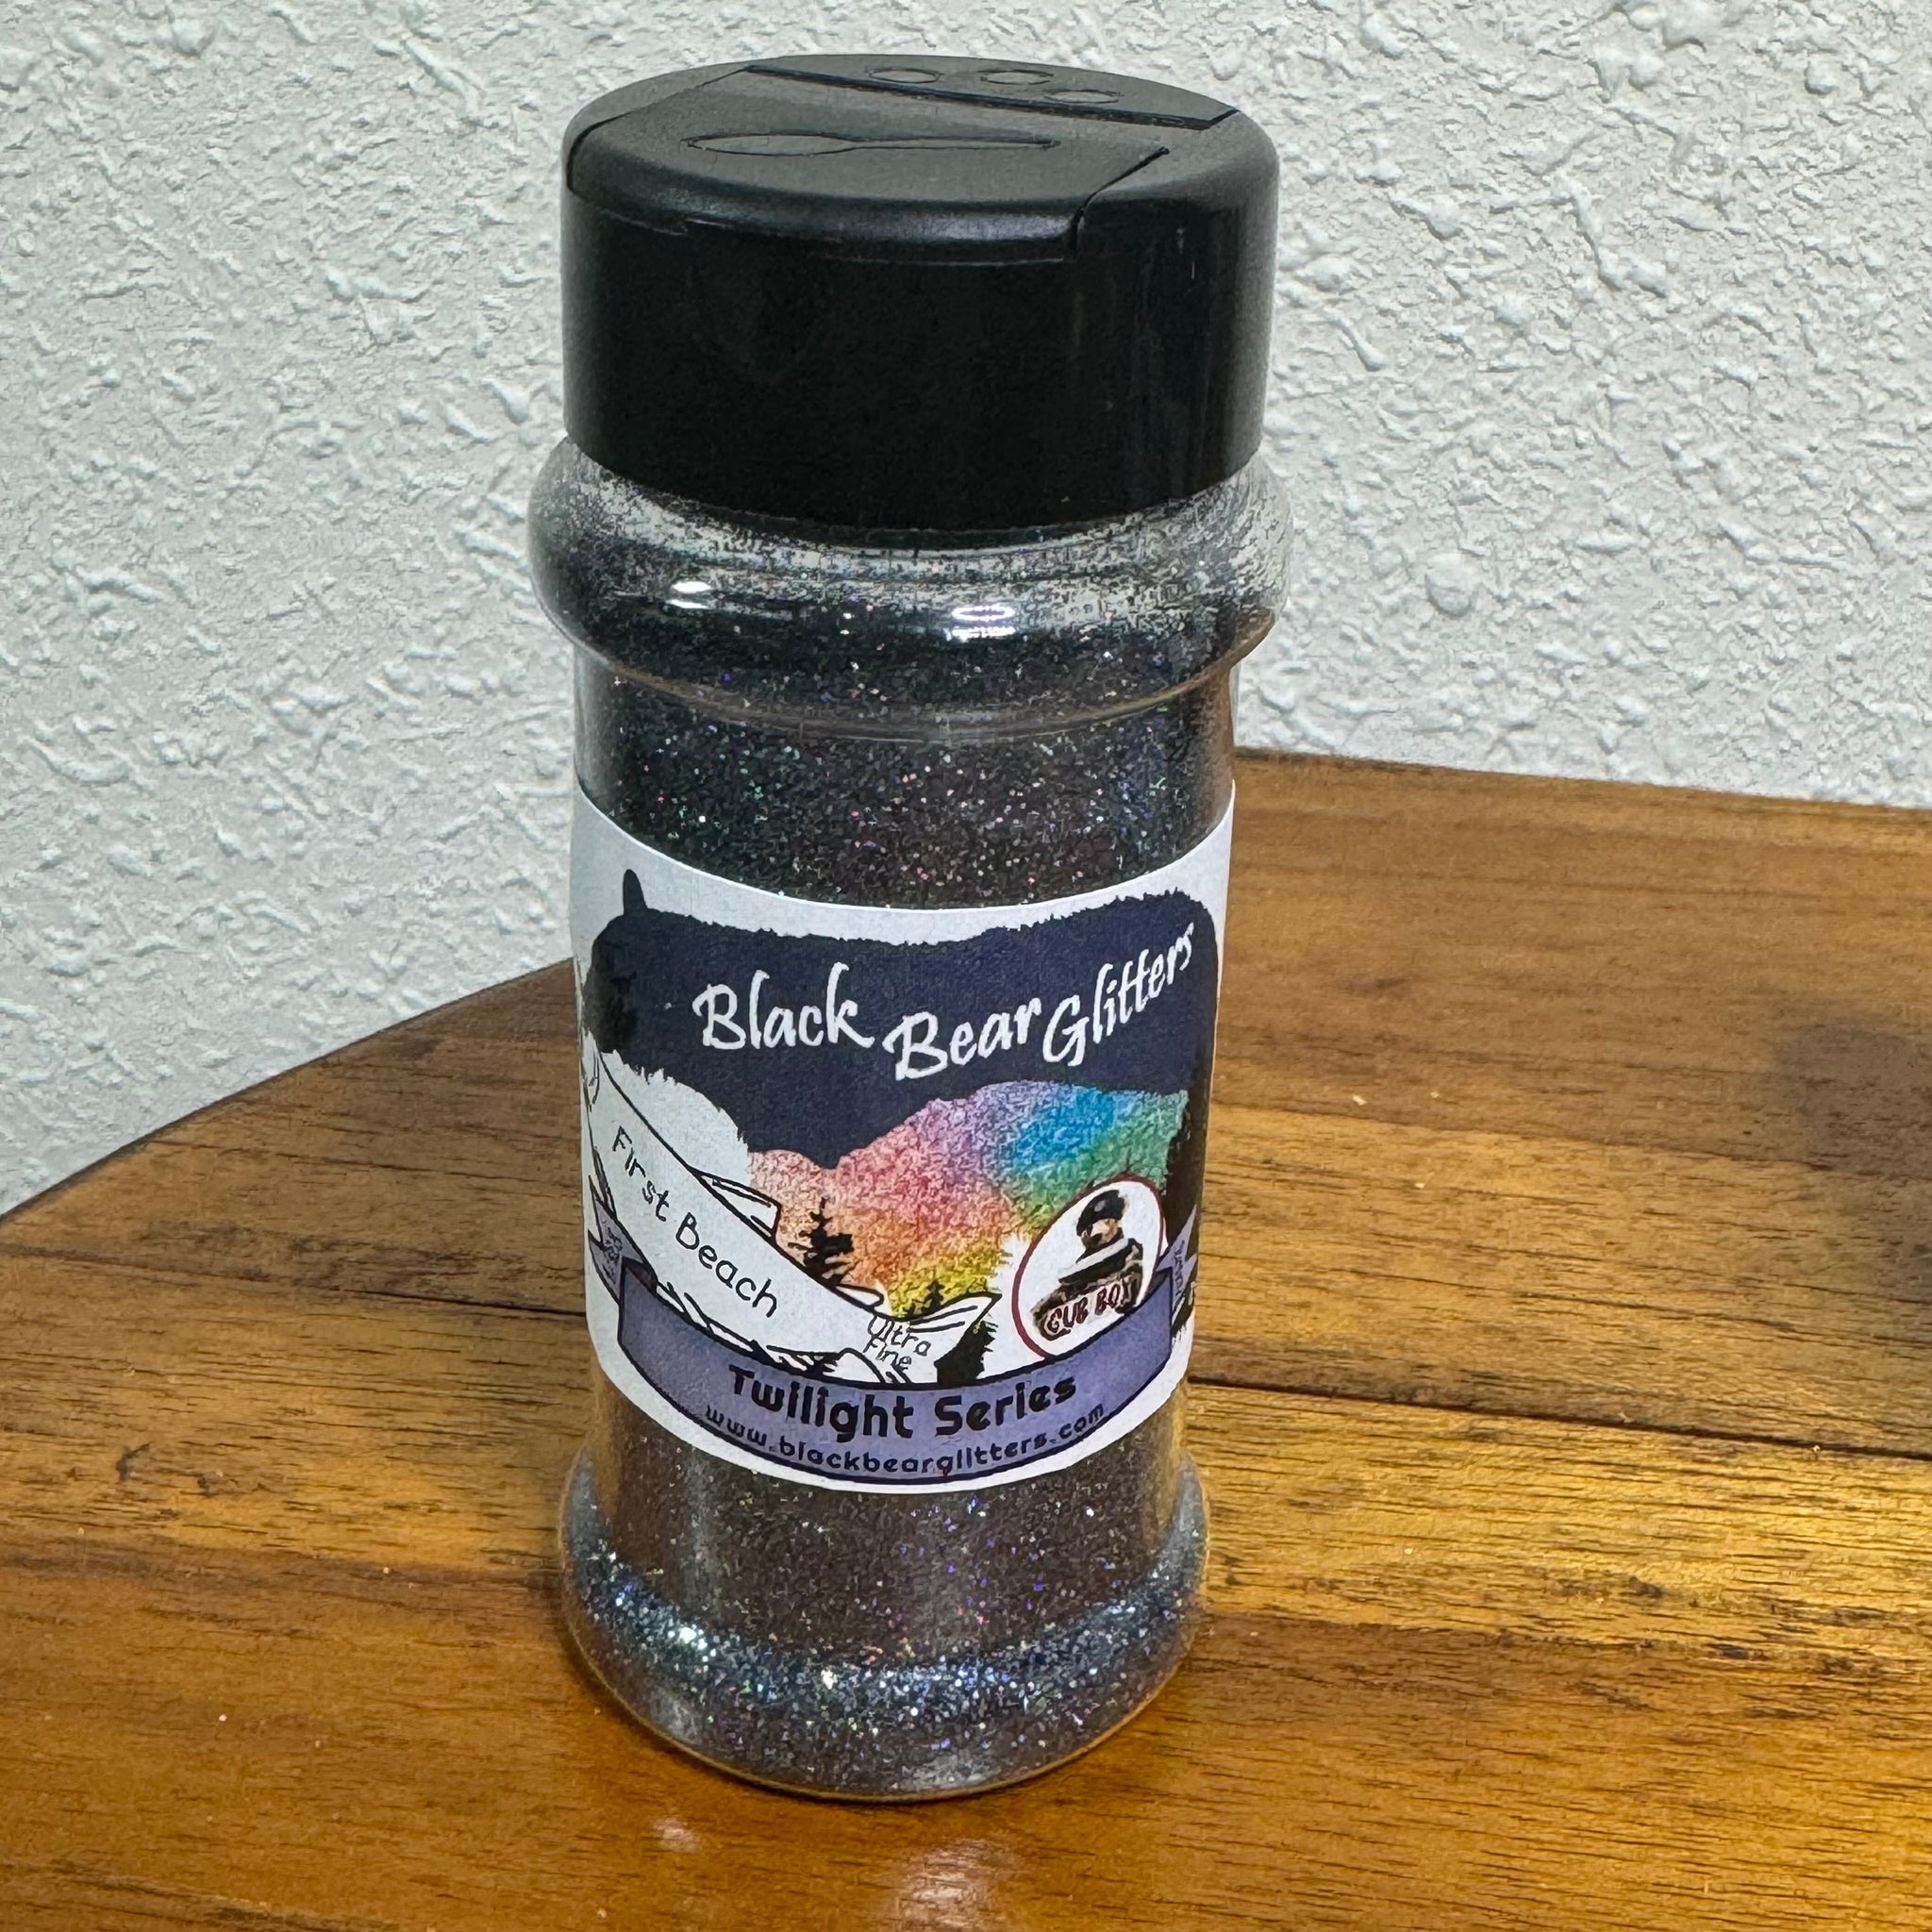 Black Bear Glitters
First Beach
Ultra
Fine
CUB BOX
Twilight Series
www.blackbearglitters.com